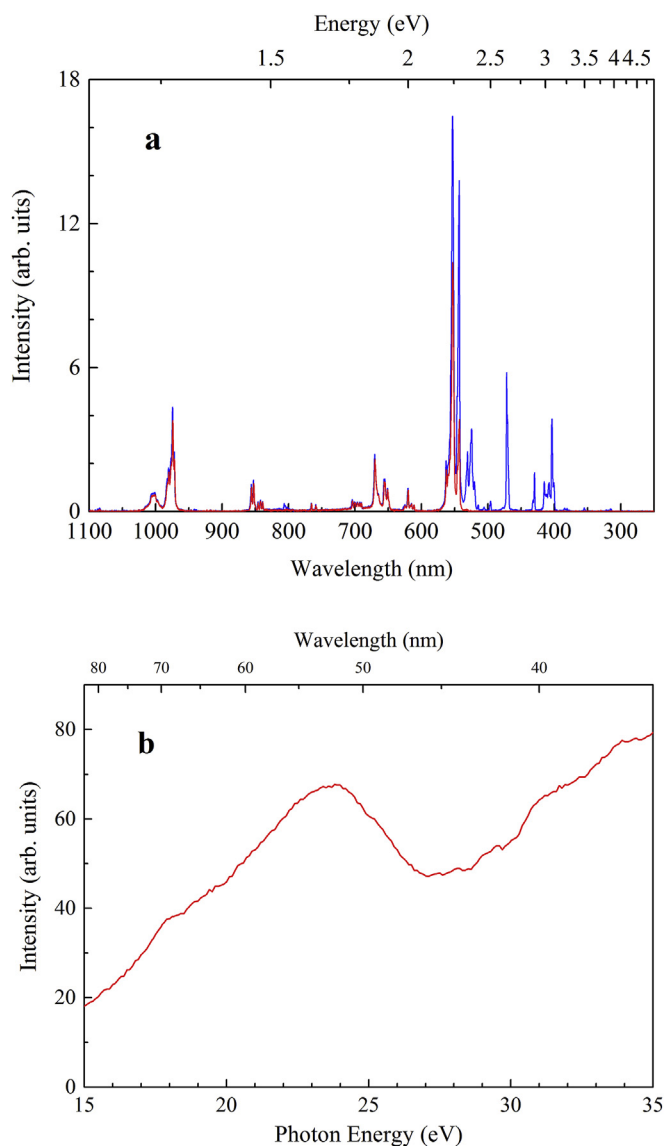 Energy (eV)
1.5 2 2.5 3 3.5 4 4.5
18
a
12
6
0
Intensity (arb. uits)
1100 1000 900 800 700 600 500 400 300
Wavelength (nm)
Wavelength (nm)
80 70 60 50 40
80
b
60
40
20
0
Intensity (arb. units)
15 20 25 30 35
Photon Energy (eV)